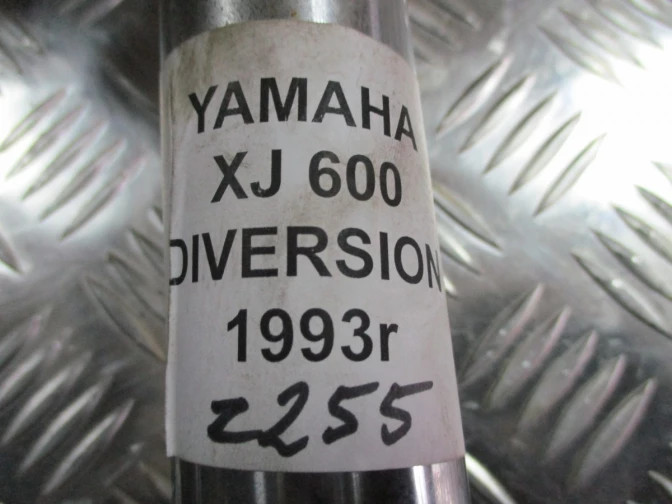 YAMAHA
XJ 600
DIVERSION
1993r
z255